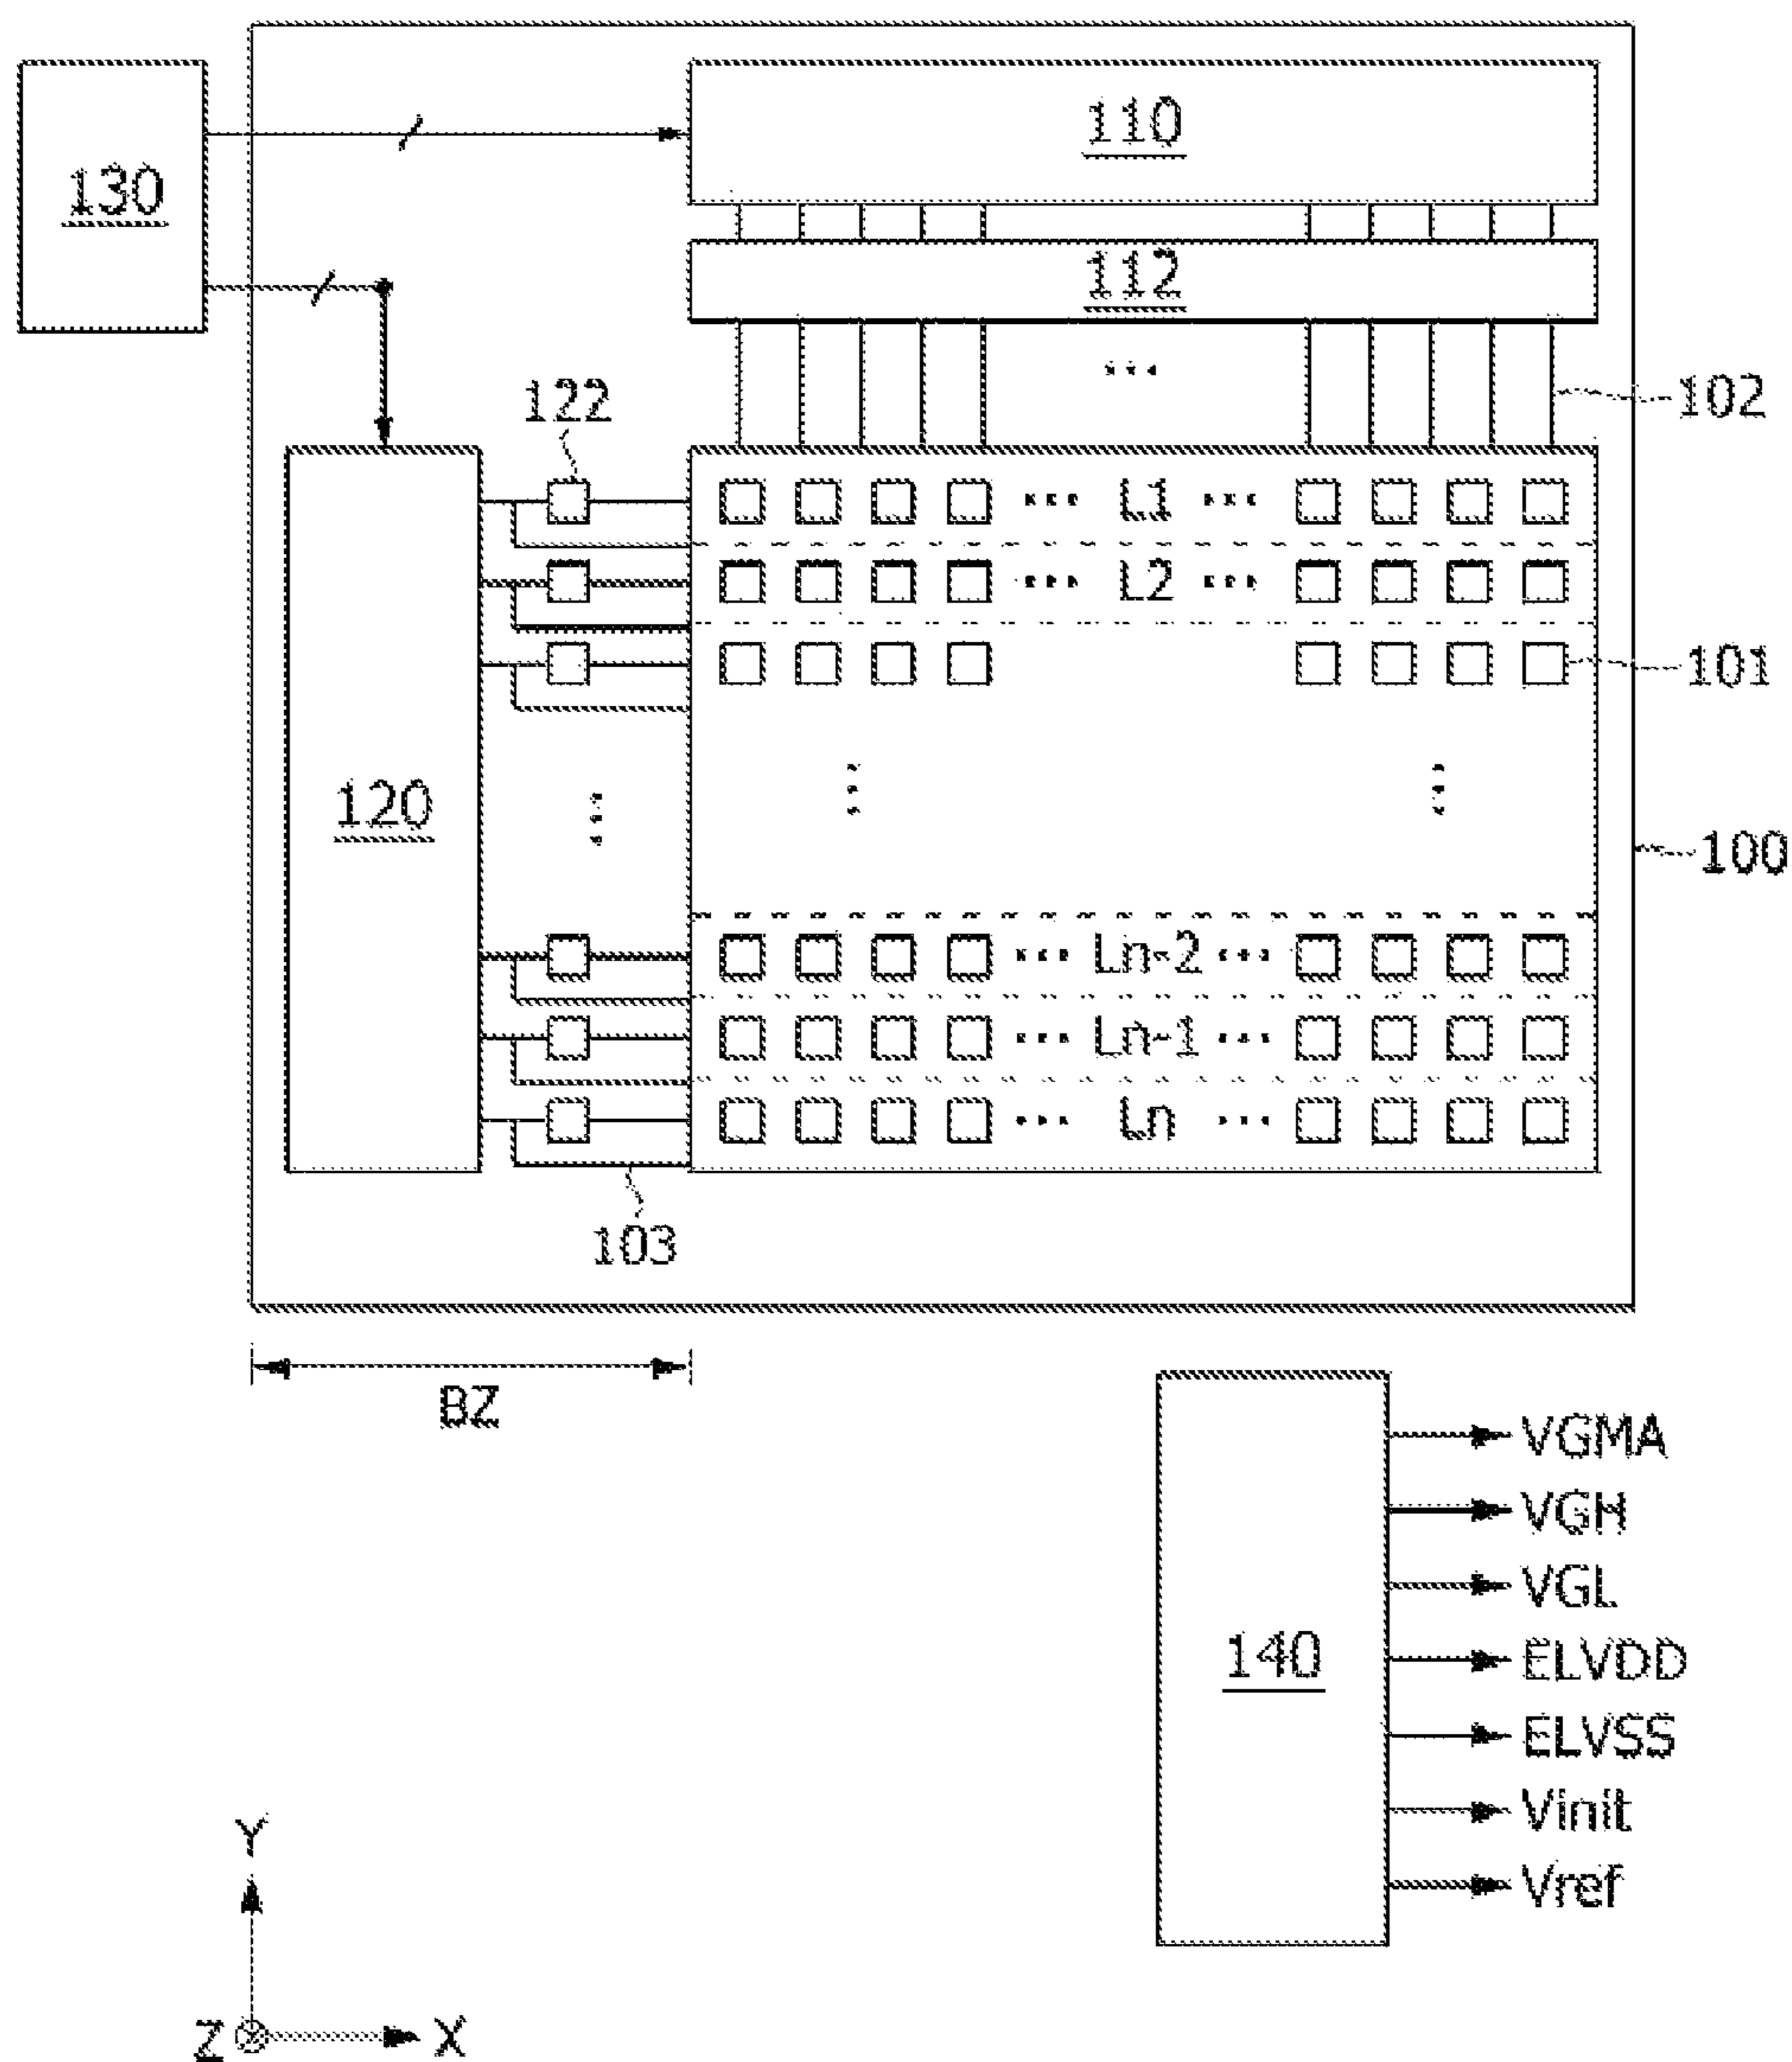 110
130
112
102
122
... L1 ...
... L2 ...
101
120
100
... Ln-2 ...
... Ln-1 ...
... Ln ...
103
BZ
VGMA
VGH
VGL
140
ELVDD
ELVSS
Vinit
Vref
Y
Z
X